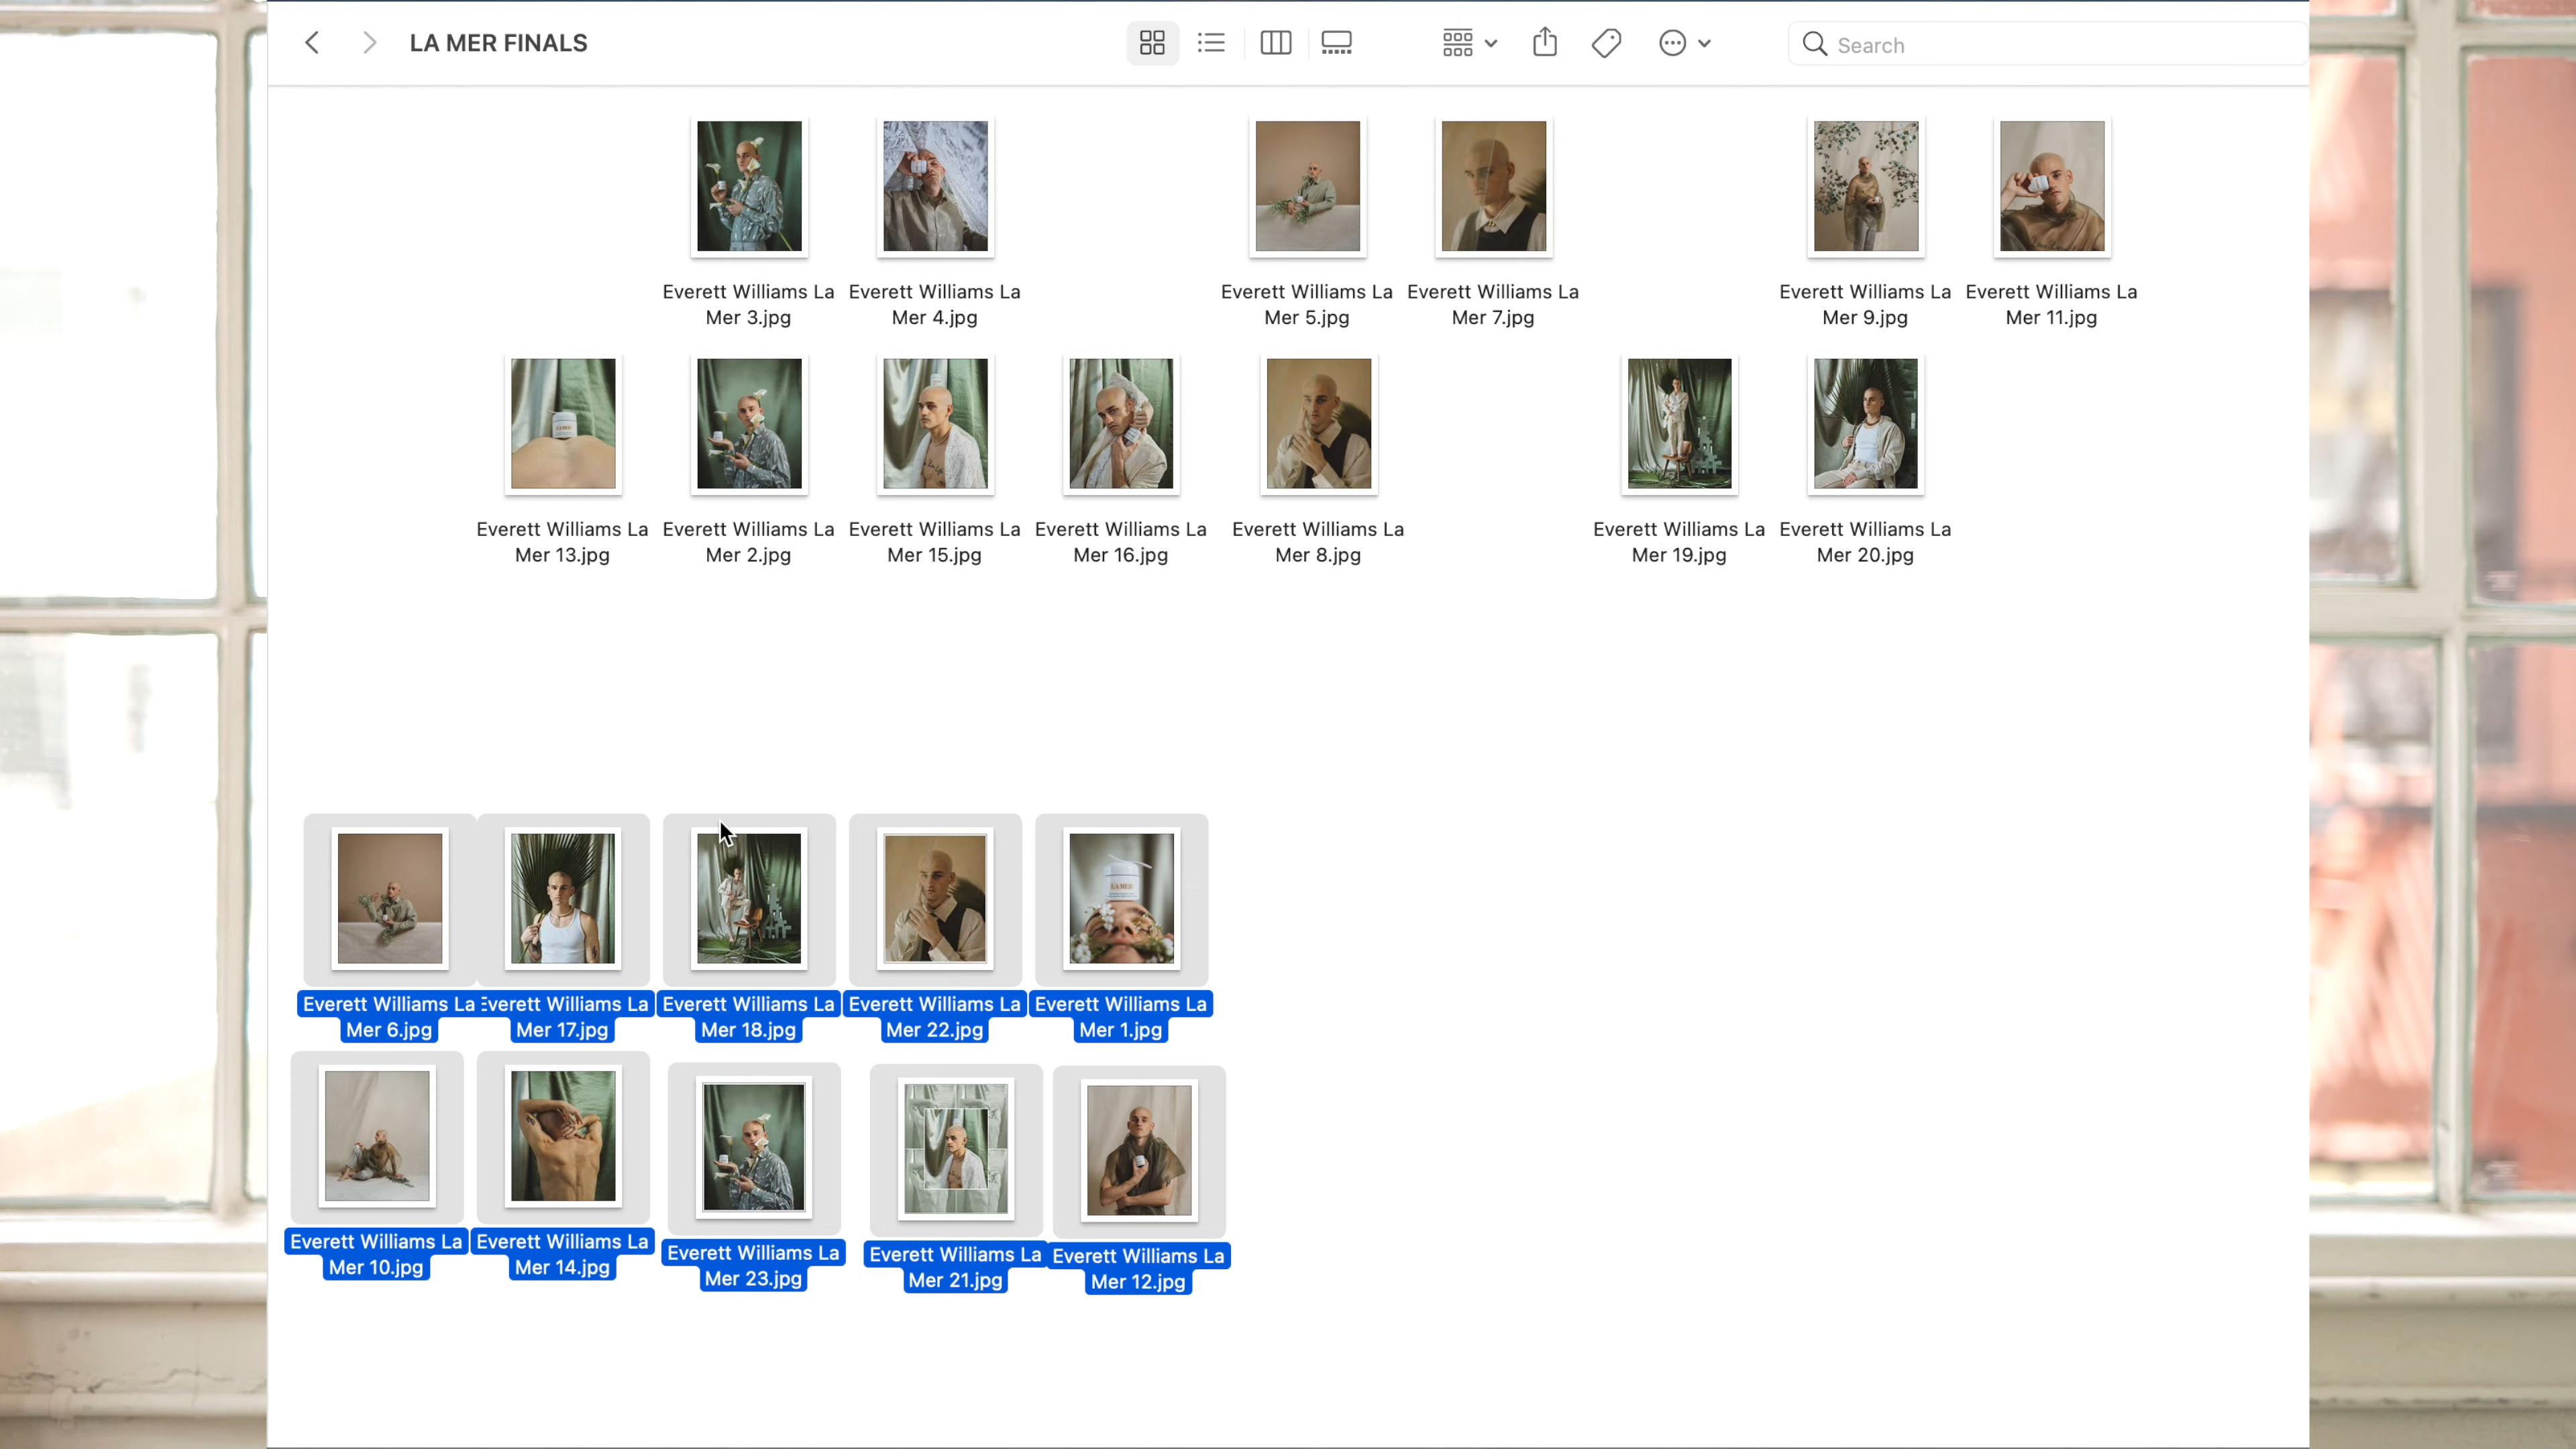 LA MER FINALS
Search
Everett Williams La
Mer 3.jpg
Everett Williams La
Mer 4.jpg
Everett Williams La
Mer 5.jpg
Everett Williams La
Mer 7.jpg
Everett Williams La
Mer 9.jpg
Everett Williams La
Mer 11.jpg
Everett Williams La
Mer 13.jpg
Everett Williams La
Mer 2.jpg
Everett Williams La
Mer 15.jpg
Everett Williams La
Mer 16.jpg
Everett Williams La
Mer 8.jpg
Everett Williams La
Mer 19.jpg
Everett Williams La
Mer 20.jpg
Everett Williams La
Mer 6.jpg
Everett Williams La
Mer 17.jpg
Everett Williams La
Mer 18.jpg
Everett Williams La
Mer 22.jpg
LA MER
Everett Williams La
Mer 1.jpg
Everett Williams La
Mer 10.jpg
Everett Williams La
Mer 14.jpg
Everett Williams La
Mer 23.jpg
Everett Williams La
Mer 21.jpg
Everett Williams La
Mer 12.jpg